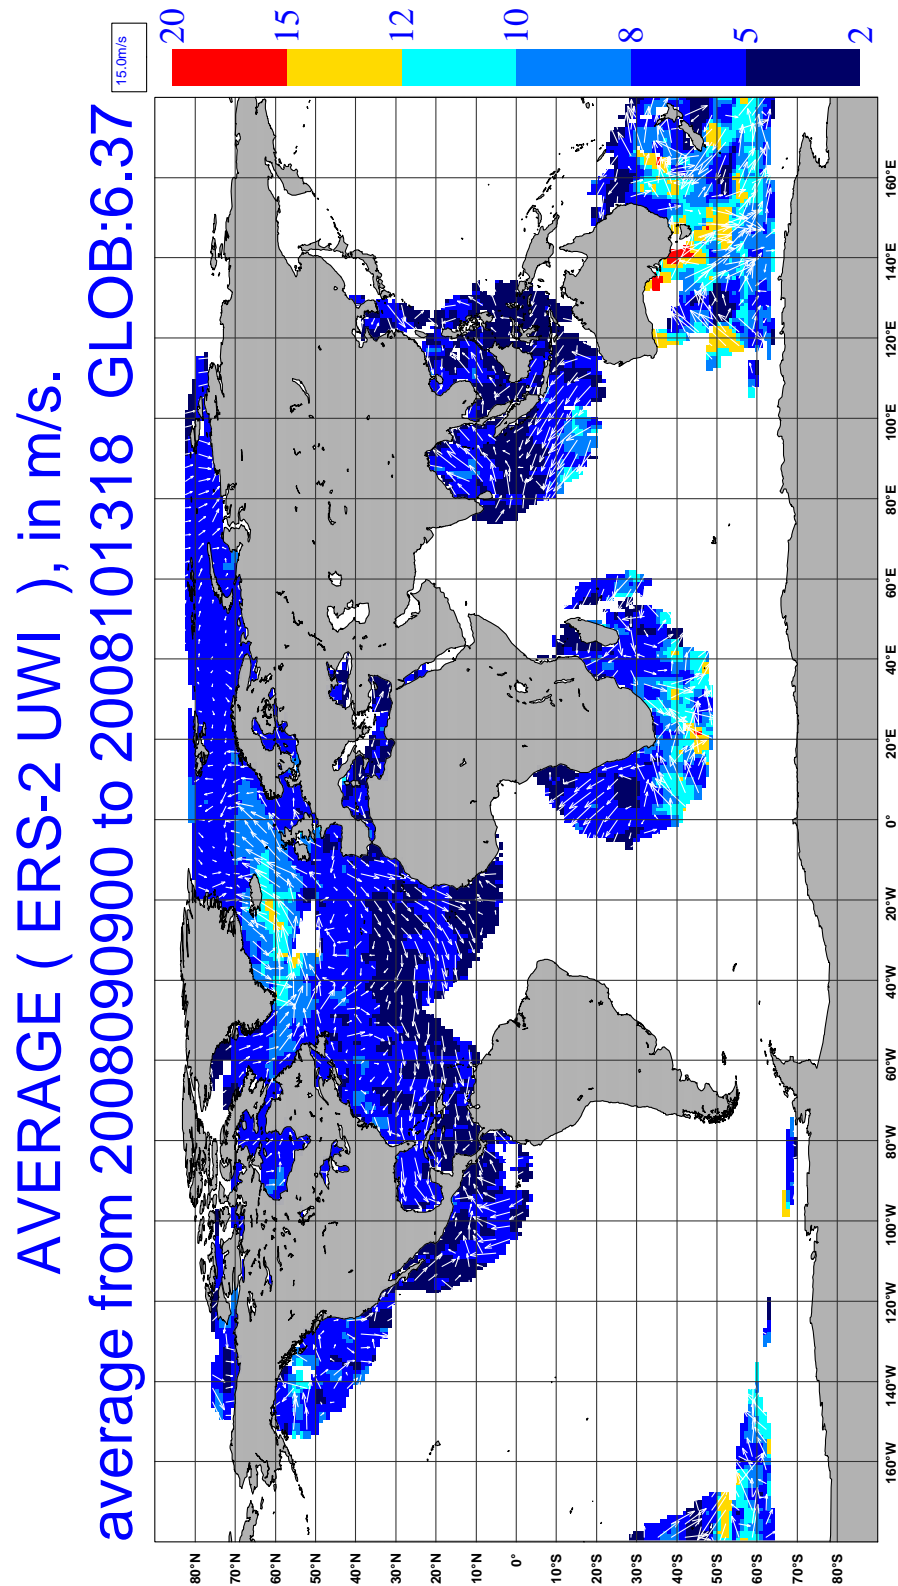 AVERAGE ( ERS-2 UWI ), in m/s.
average from 2008090900 to 2008101318 GLOB:6.37
15.0m/s
20
15
12
10
8
5
2
80°N
70°N
60°N
50°N
40°N
30°N
20°N
10°N
0°
10°S
20°S
30°S
40°S
50°S
60°S
70°S
80°S
160°W
140°W
120°W
100°W
80°W
60°W
40°W
20°W
0°
20°E
40°E
60°E
80°E
100°E
120°E
140°E
160°E